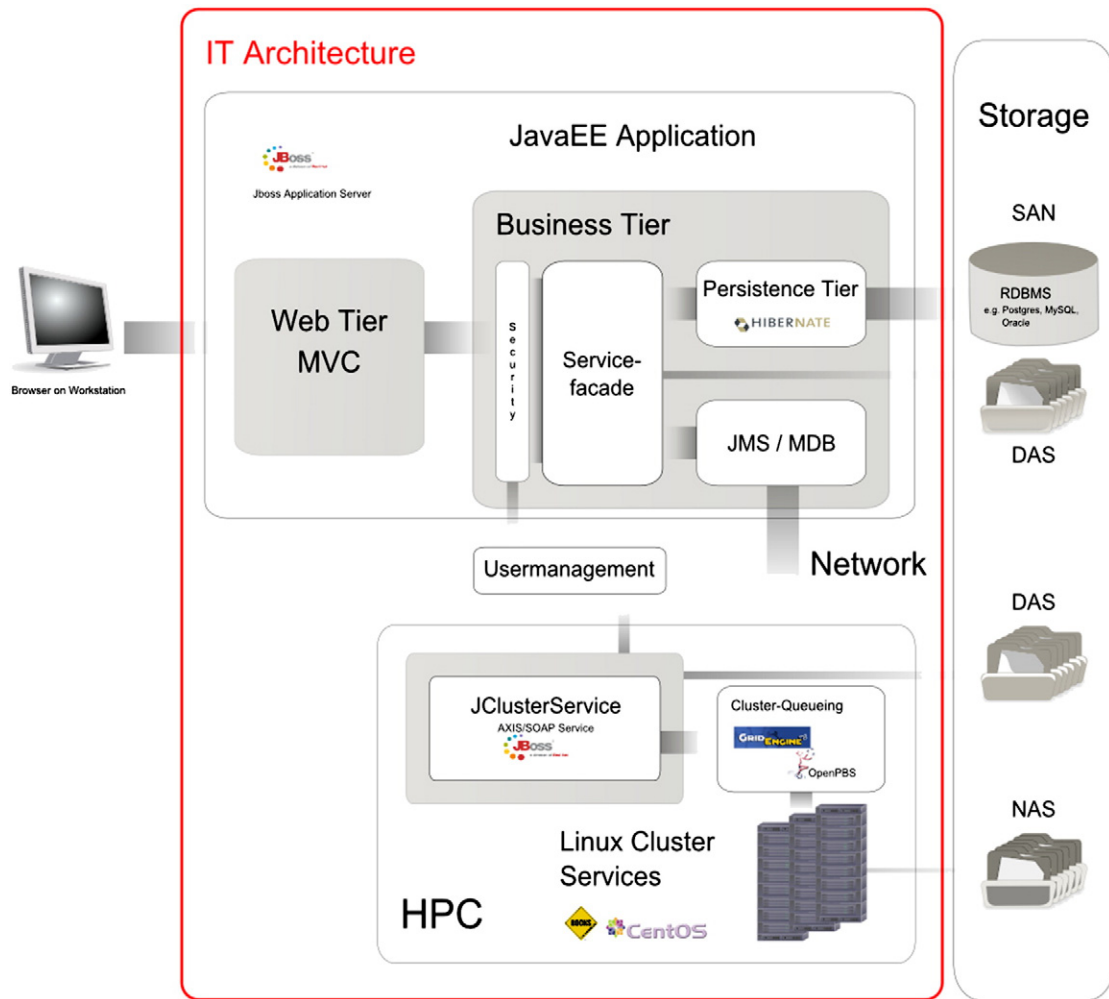 IT Architecture
Storage
JavaEE Application
JBoss
Jboss Application Server
Business Tier
SAN
Web Tier
MVC
Security
Service-
facade
Persistence Tier
HIBERNATE
RDBMS
e.g. Postgres, MySQL,
Oracle
Browser on Workstation
JMS / MDB
DAS
Usermanagement
Network
DAS
JClusterService
AXIS/SOAP Service
JBoss
Cluster-Queueing
GRID ENGINE
OpenPBS
NAS
Linux Cluster
Services
HPC
ROCKS
CentOS